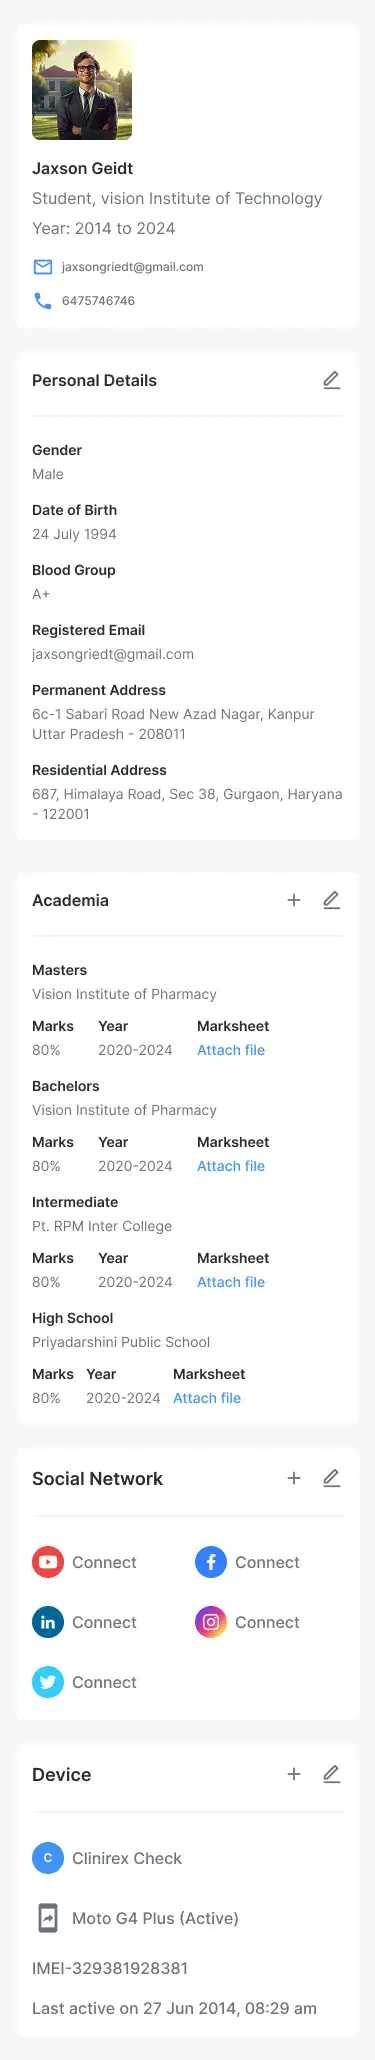 Jaxson Geidt
Student, vision Institute of Technology
Year: 2014 to 2024
jaxsongriedt@gmail.com
6475746746
Personal Details
Gender
Male
Date of Birth
24 July 1994
Blood Group
A+
Registered Email
jaxsongriedt@gmail.com
Permanent Address
6c-1 Sabari Road New Azad Nagar, Kanpur
Uttar Pradesh - 208011
Residential Address
687, Himalaya Road, Sec 38, Gurgaon, Haryana
- 122001
Academia
Masters
Vision Institute of Pharmacy
Marks Year Marksheet
80% 2020-2024 Attach file
Bachelors
Vision Institute of Pharmacy
Marks Year Marksheet
80% 2020-2024 Attach file
Intermediate
Pt. RPM Inter College
Marks Year Marksheet
80% 2020-2024 Attach file
High School
Priyadarshini Public School
Marks Year Marksheet
80% 2020-2024 Attach file
Social Network
Connect Connect
in Connect Connect
Connect
Device
C Clinirex Check
Moto G4 Plus (Active)
IMEI-329381928381
Last active on 27 Jun 2014, 08:29 am